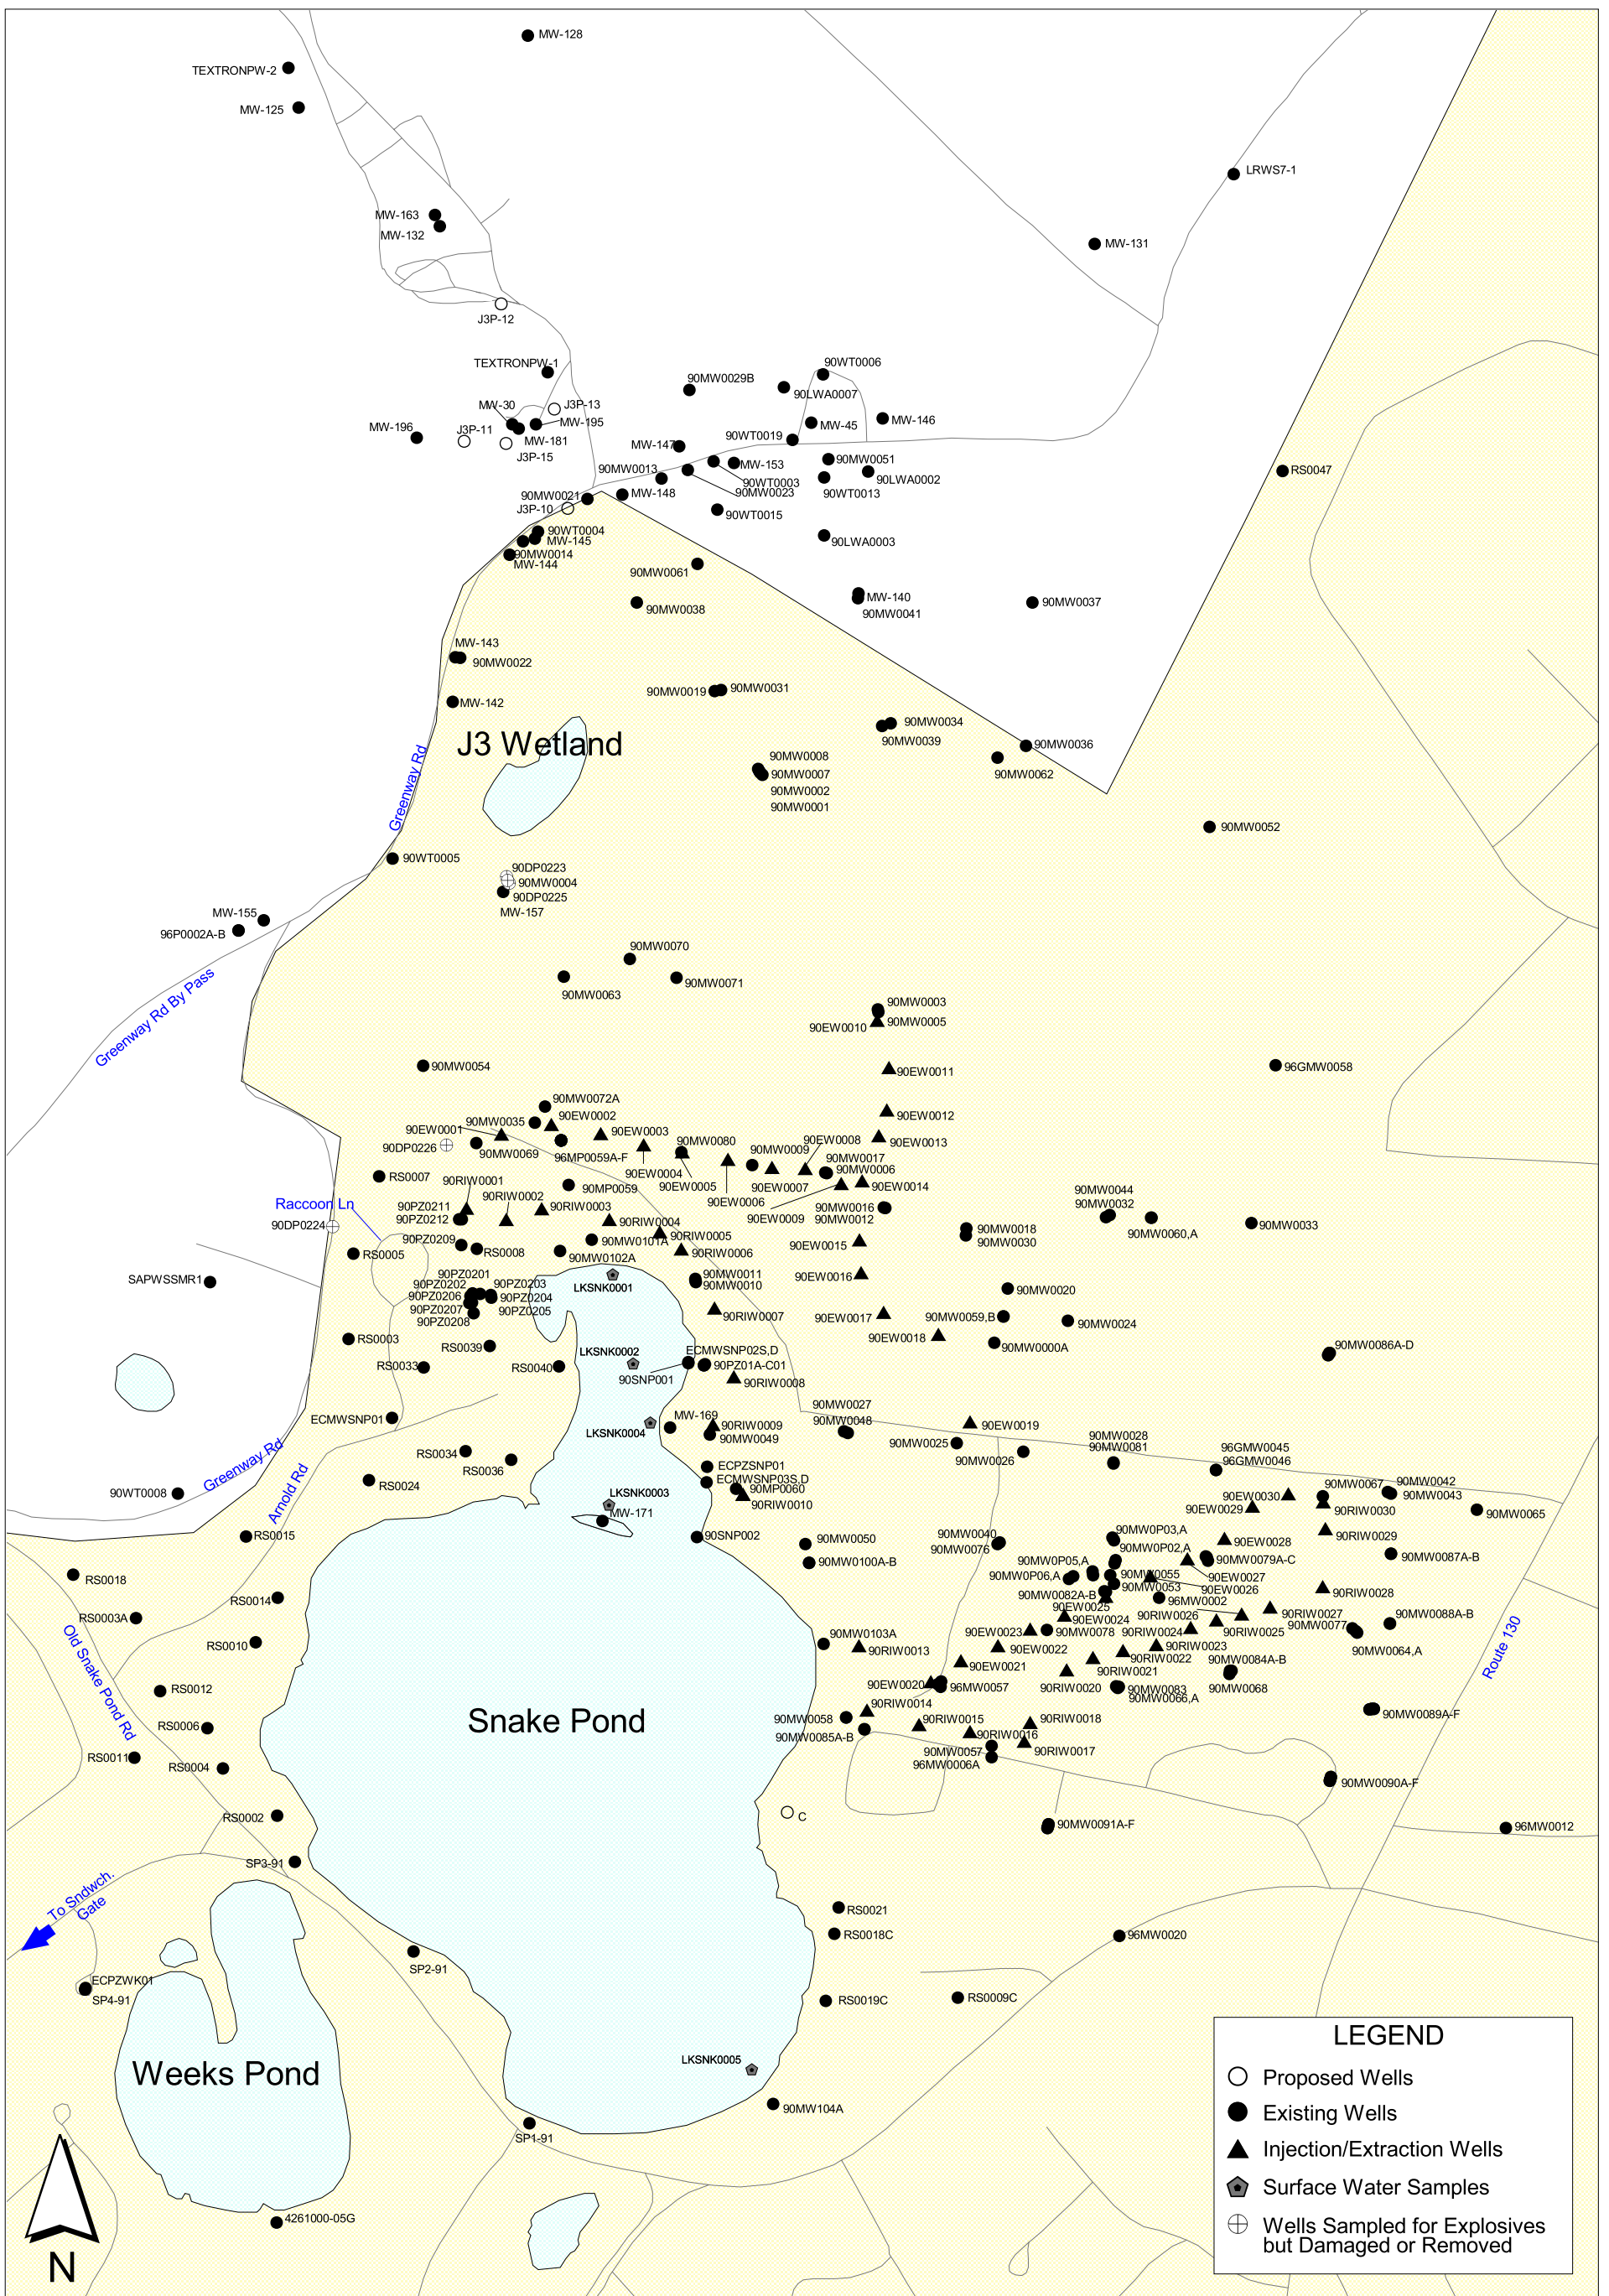 MW-128
TEXTRONPW-2
MW-125
LRWS7-1
MW-163
MW-132
MW-131
J3P-12
TEXTRONPW-1
90WT0006
90MW0029B
90LWA0007
J3P-13
MW-30
MW-195
MW-45
MW-146
MW-196
J3P-11
MW-181
J3P-15
MW-147
90WT0019
90MW0051
MW-153
90MW0013
90WT0003
90LWA0002
RS0047
90WT0013
90MW0023
90MW0021
MW-148
J3P-10
90WT0015
90WT0004
MW-145
90LWA0003
90MW0014
MW-144
90MW0061
MW-140
90MW0038
90MW0041
90MW0037
MW-143
90MW0022
90MW0019
90MW0031
MW-142
90MW0034
90MW0039
J3 Wetland
90MW0036
90MW0008
90MW0007
90MW0062
90MW0002
90MW0001
Greenway Rd
90MW0052
90WT0005
90DP0223
90MW0004
90DP0225
MW-157
MW-155
96P0002A-B
90MW0070
90MW0063
90MW0071
Greenway Rd By Pass
90MW0003
90EW0010
90MW0005
90MW0054
90EW0011
96GMW0058
90MW0072A
90EW0012
90MW0035
90EW0002
90EW0001
90EW0003
90EW0013
90DP0226
90MW0080
90EW0008
90MW0069
90MW0009
96MP0059A-F
90MW0017
90EW0004
90MW0006
RS0007
90EW0005
90EW0007
90EW0014
90RIW0001
90MP0059
90EW0006
90MW0044
90RIW0002
90MW0032
Raccoon Ln
90PZ0211
90RIW0003
90MW0016
90PZ0212
90EW0009
90MW0012
90DP0224
90RIW0004
90MW0033
90MW0060,A
90MW0018
90RIW0005
90MW0030
90PZ0209
90MW0101A
90EW0015
RS0005
RS0008
90MW0102A
90RIW0006
90PZ0201
90EW0016
SAPWSSMR1
90PZ0202
90PZ0203
LKSNK0001
90MW0011
90MW0010
90MW0020
90PZ0206
90PZ0204
90PZ0207
90PZ0205
90RIW0007
90EW0017
90MW0059,B
90PZ0208
90MW0024
RS0003
90EW0018
RS0039
90MW0000A
90MW0086A-D
LKSNK0002
ECMWSNP02S,D
RS0033
RS0040
90PZ01A-C01
90SNP001
90RIW0008
90MW0027
ECMWSNP01
MW-169
90MW0048
90RIW0009
90EW0019
LKSNK0004
90MW0049
90MW0025
90MW0028
90MW0081
96GMW0045
Greenway Rd
RS0034
90MW0026
96GMW0046
RS0036
ECPZSNP01
RS0024
ECMWSNP03S,D
90MW0067
90MW0042
90WT0008
90MP0060
90EW0030
90MW0043
Arnold Rd
LKSNK0003
90RIW0010
90EW0029
90RIW0030
90MW0065
MW-171
RS0015
90SNP002
90MW0050
90MW0040
90MW0P03,A
90RIW0029
90MW0076
90EW0028
90MW0P02,A
90MW0100A-B
90MW0P05,A
90MW0079A-C
90MW0087A-B
RS0018
90MW0P06,A
90MW0055
90EW0027
90MW0053
90EW0026
90RIW0028
RS0014
90MW0082A-B
96MW0002
90EW0025
RS0003A
90EW0024
90RIW0026
90RIW0027
90MW0088A-B
90EW0023
90MW0078
90RIW0024
90RIW0025
90MW0077
Old Snake Pond Rd
RS0010
90MW0103A
90RIW0013
90EW0022
90RIW0023
90MW0064,A
Route 130
90EW0021
90RIW0022
90MW0084A-B
90RIW0021
90EW0020
96MW0057
90RIW0020
90MW0083
90MW0068
RS0012
90MW0066,A
90RIW0014
90MW0089A-F
Snake Pond
90MW0058
90RIW0015
90RIW0018
RS0006
90MW0085A-B
90RIW0016
90MW0057
90RIW0017
RS0011
96MW0006A
RS0004
90MW0090A-F
RS0002
C
90MW0091A-F
96MW0012
SP3-91
To Sndwch.
Gate
RS0021
RS0018C
96MW0020
SP2-91
ECPZWK01
SP4-91
RS0019C
RS0009C
LKSNK0005
Weeks Pond
90MW104A
SP1-91
4261000-05G
N
LEGEND
Proposed Wells
Existing Wells
Injection/Extraction Wells
Surface Water Samples
Wells Sampled for Explosives
but Damaged or Removed